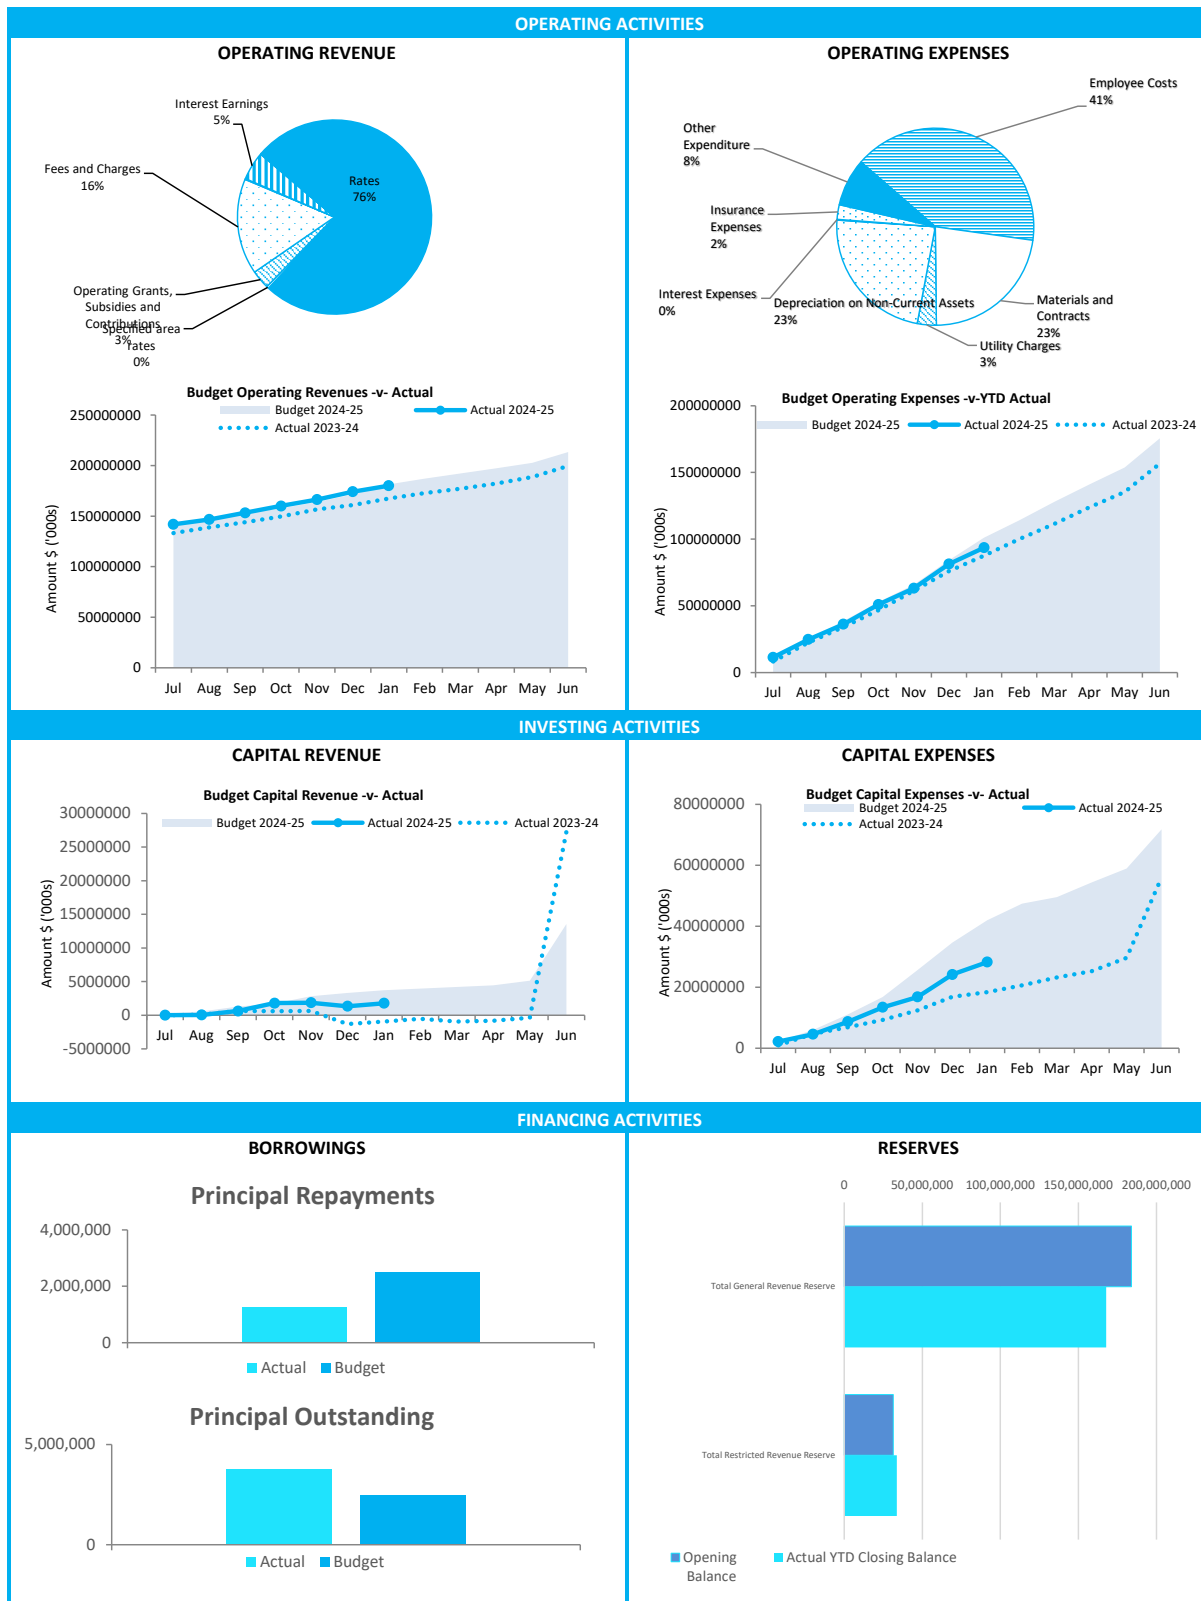 OPERATING ACTIVITIES
OPERATING REVENUE
Interest Earnings
5%
Fees and Charges
16%
Rates
76%
Operating Grants,
Subsidies and
Contributions
3%
Specified area
rates
0%
Budget Operating Revenues -v- Actual
Budget 2024-25
Actual 2024-25
Actual 2023-24
Amount $ ('000s)
250000000
200000000
150000000
100000000
50000000
0
Jul Aug Sep Oct Nov Dec Jan Feb Mar Apr May Jun
OPERATING EXPENSES
Employee Costs
41%
Other
Expenditure
8%
Insurance
Expenses
2%
Interest Expenses
0%
Depreciation on Non-Current Assets
23%
Materials and
Contracts
23%
Utility Charges
3%
Budget Operating Expenses -v-YTD Actual
Budget 2024-25 Actual 2024-25 Actual 2023-24
Amount $ ('000s)
200000000
150000000
100000000
50000000
0
Jul Aug Sep Oct Nov Dec Jan Feb Mar Apr May Jun
INVESTING ACTIVITIES
CAPITAL REVENUE
Budget Capital Revenue -v- Actual
Budget 2024-25 Actual 2024-25 Actual 2023-24
Amount $ ('000s)
30000000
25000000
20000000
15000000
10000000
5000000
0
-5000000
Jul Aug Sep Oct Nov Dec Jan Feb Mar Apr May Jun
CAPITAL EXPENSES
Budget Capital Expenses -v- Actual
Budget 2024-25
Actual 2024-25
Actual 2023-24
Amount $ ('000s)
80000000
60000000
40000000
20000000
0
Jul Aug Sep Oct Nov Dec Jan Feb Mar Apr May Jun
FINANCING ACTIVITIES
BORROWINGS
Principal Repayments
4,000,000
2,000,000
0
Actual Budget
Principal Outstanding
5,000,000
0
Actual Budget
RESERVES
0 50,000,000 100,000,000 150,000,000 200,000,000
Total General Revenue Reserve
Total Restricted Revenue Reserve
Opening
Balance
Actual YTD Closing Balance